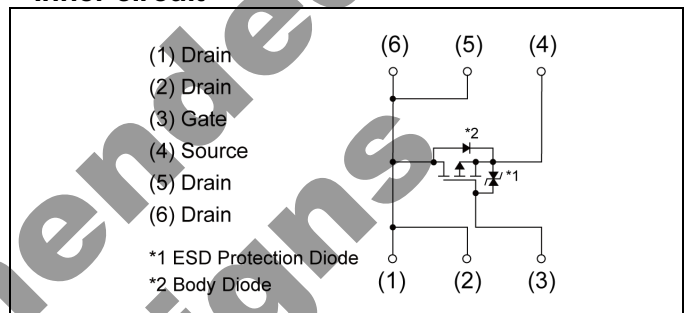 Inner circuit
(1) Drain
(2) Drain
(3) Gate
(4) Source
(5) Drain
(6) Drain
*1 ESD Protection Diode
*2 Body Diode
(6) (5) (4)
*2
*1
(1) (2) (3)